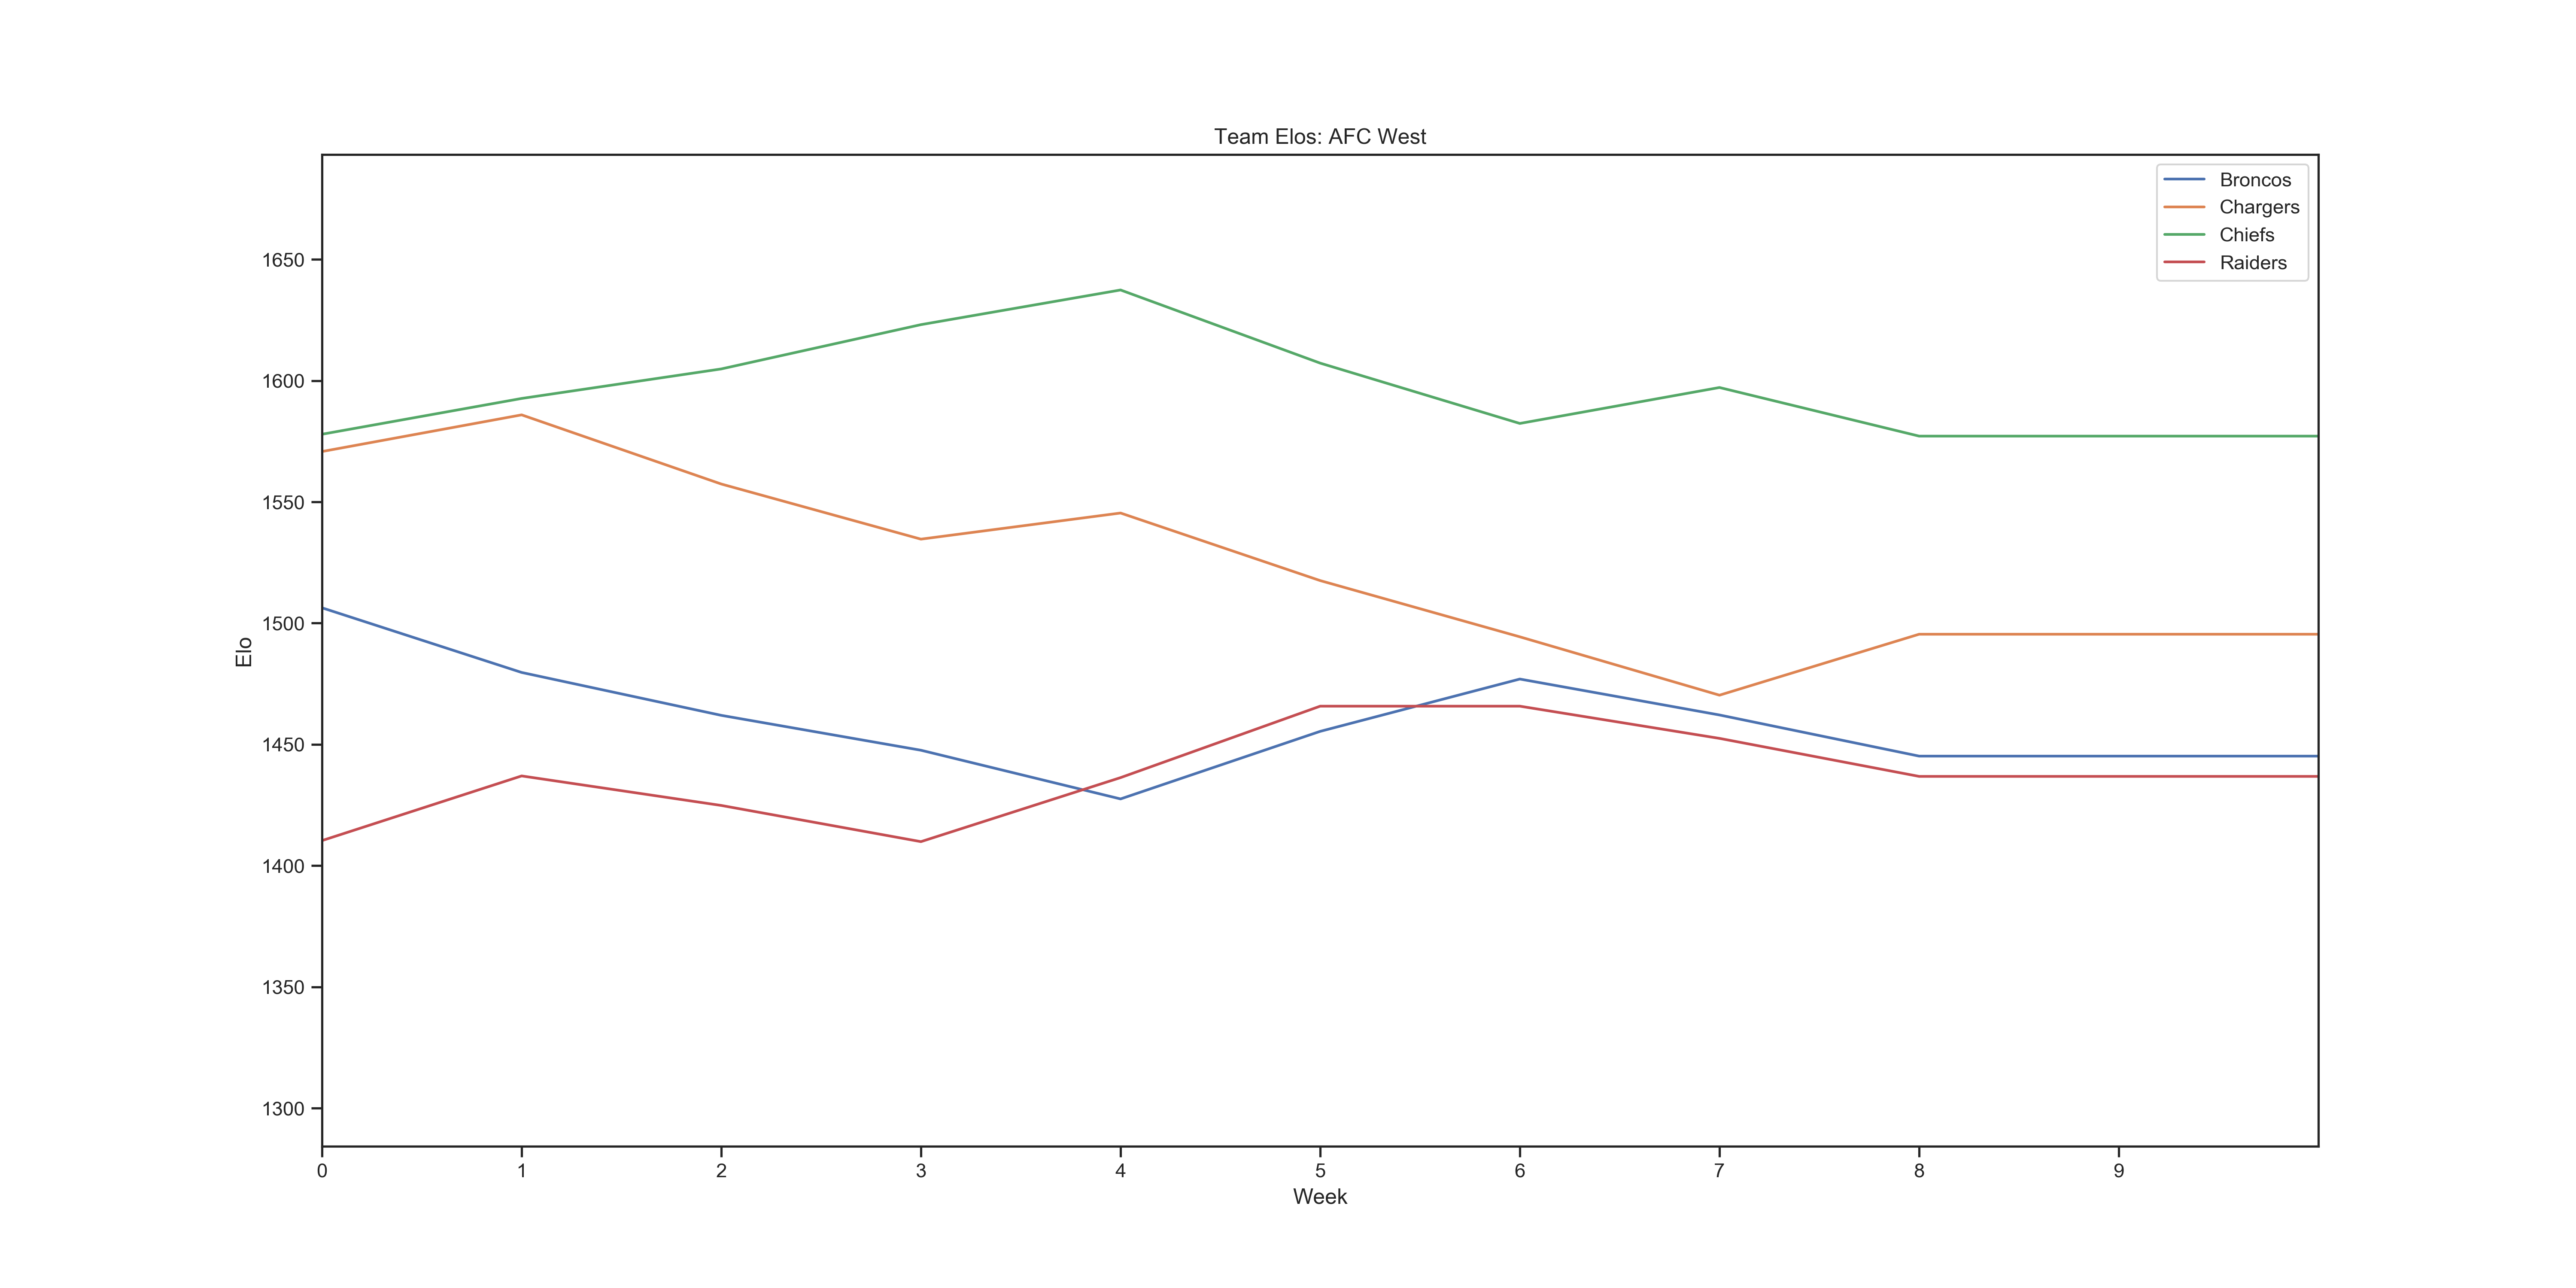 Team Elos: AFC West
Broncos
Chargers
Chiefs
Raiders
1650
1600
1550
1500
1450
1400
1350
1300
Elo
0 1 2 3 4 5 6 7 8 9
Week